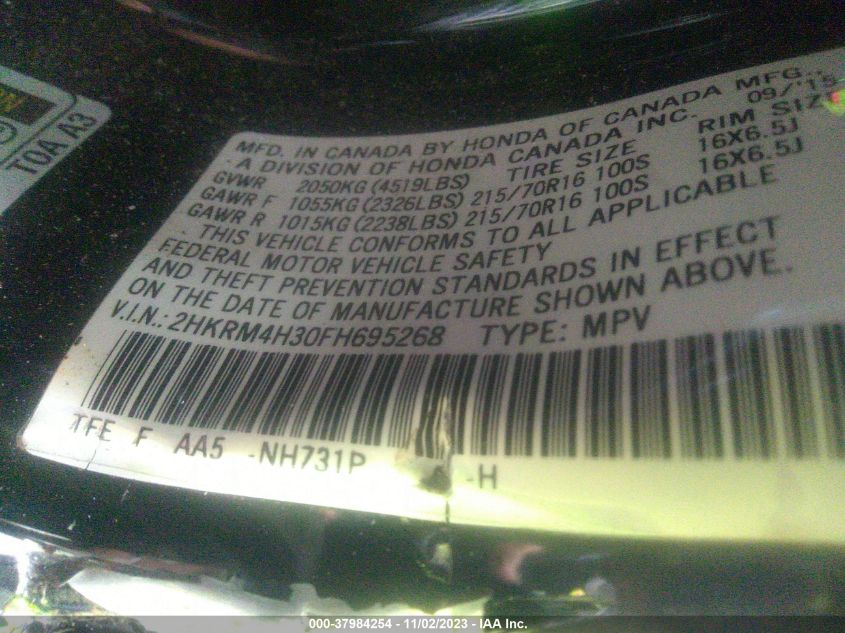 TOA A3
MFD. IN CANADA BY HONDA OF CANADA MFG.,
A DIVISION OF HONDA CANADA INC. 09/'15
GVWR 2050KG (4519LBS) TIRE SIZE RIM SIZE
GAWR F 1055KG (2326LBS) 215/70R16 100S 16X6.5J
GAWR R 1015KG (2238LBS) 215/70R16 100S 16X6.5J
THIS VEHICLE CONFORMS TO ALL APPLICABLE
FEDERAL MOTOR VEHICLE SAFETY
AND THEFT PREVENTION STANDARDS IN EFFECT
ON THE DATE OF MANUFACTURE SHOWN ABOVE.
V.I.N.: 2HKRM4H30FH695268 TYPE: MPV
TFE F AA5 -NH731P -H
000-37984254 - 11/02/2023 - IAA Inc.